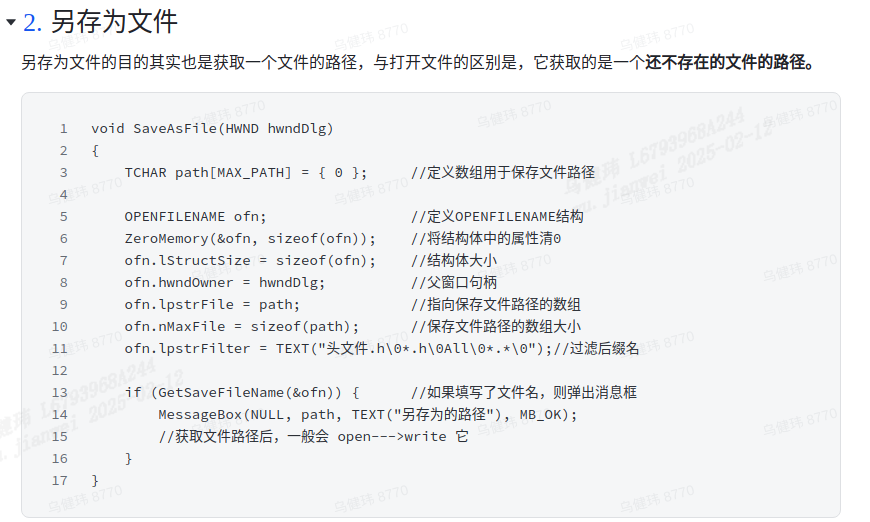 2. 另存为文件
另存为文件的目的其实也是获取一个文件的路径，与打开文件的区别是，它获取的是一个还不存在的文件的路径。
1 void SaveAsFile(HWND hwndDlg)
2 {
3     TCHAR path[MAX_PATH] = { 0 };     //定义数组用于保存文件路径
4
5     OPENFILENAME ofn;                 //定义OPENFILENAME结构
6     ZeroMemory(&ofn, sizeof(ofn));    //将结构体中的属性清0
7     ofn.lStructSize = sizeof(ofn);    //结构体大小
8     ofn.hwndOwner = hwndDlg;          //父窗口句柄
9     ofn.lpstrFile = path;             //指向保存文件路径的数组
10     ofn.nMaxFile = sizeof(path);      //保存文件路径的数组大小
11     ofn.lpstrFilter = TEXT("头文件.h\0*.h\0All\0*.*\0");//过滤后缀名
12
13     if (GetSaveFileName(&ofn)) {      //如果填写了文件名，则弹出消息框
14         MessageBox(NULL, path, TEXT("另存为的路径"), MB_OK);
15         //获取文件路径后，一般会 open--->write 它
16     }
17 }
吴健玮 8770
L6793968A244
jianwei 2025-02-12